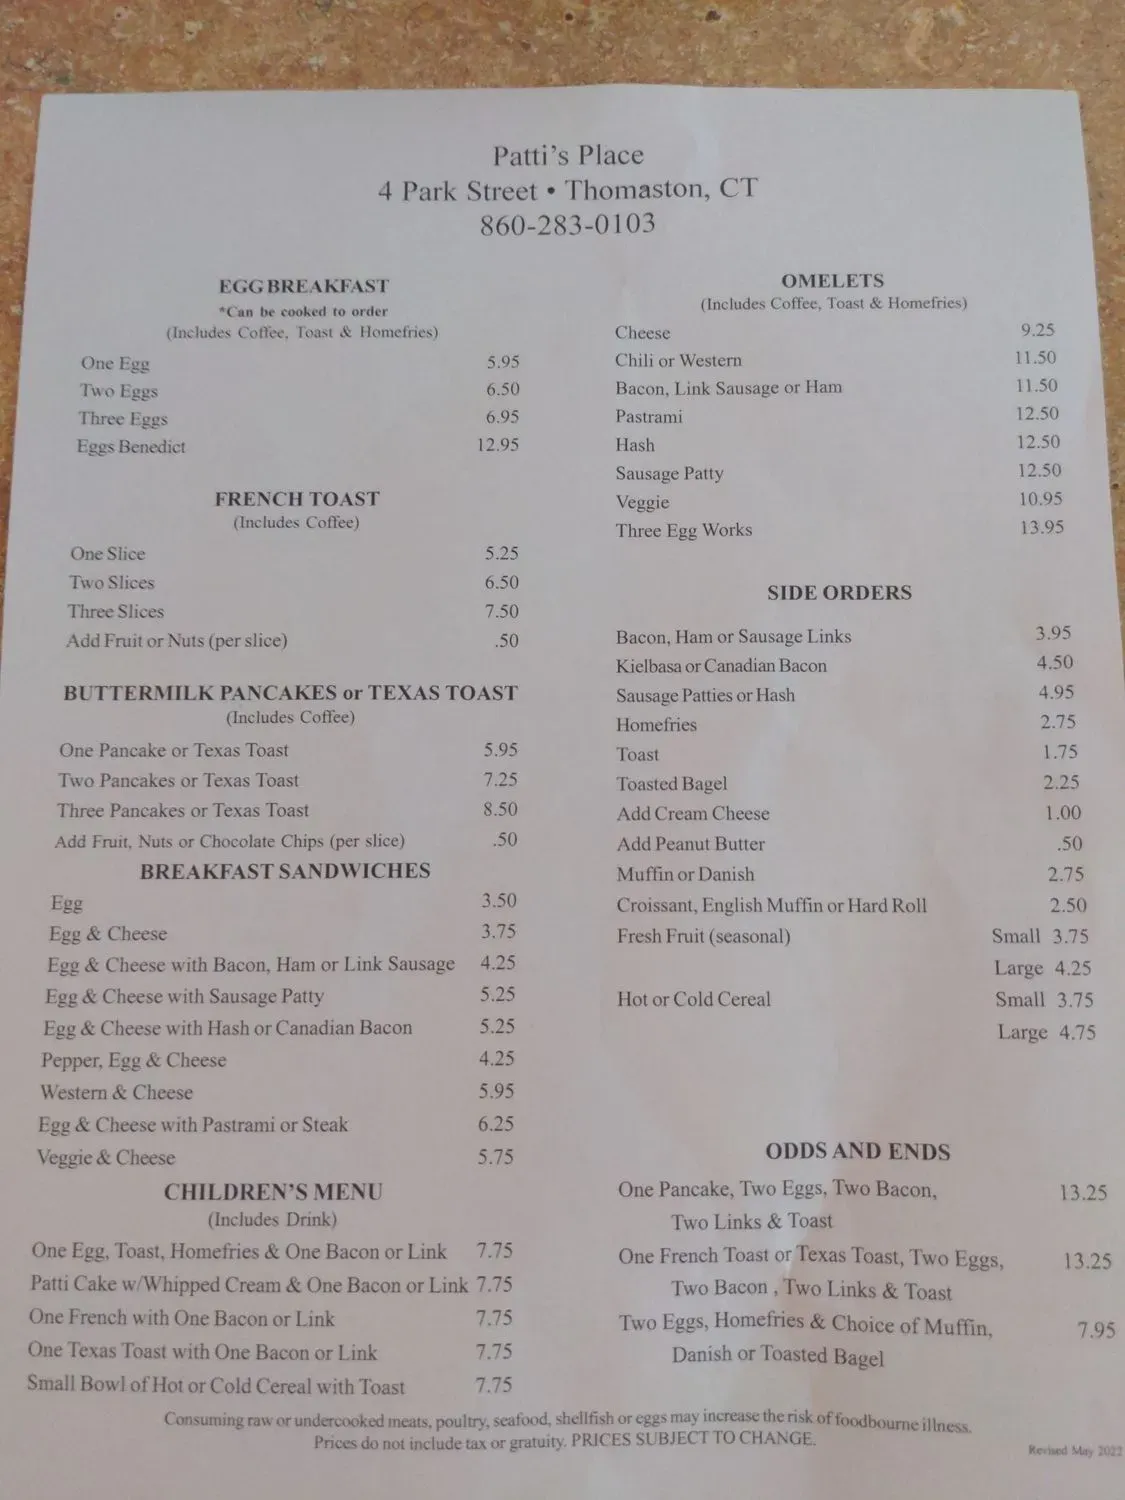 Patti's Place
4 Park Street • Thomaston, CT
860-283-0103
EGG BREAKFAST
*Can be cooked to order
(Includes Coffee, Toast & Homefries)
One Egg 5.95
Two Eggs 6.50
Three Eggs 6.95
Eggs Benedict 12.95
FRENCH TOAST
(Includes Coffee)
One Slice 5.25
Two Slices 6.50
Three Slices 7.50
Add Fruit or Nuts (per slice) .50
BUTTERMILK PANCAKES or TEXAS TOAST
(Includes Coffee)
One Pancake or Texas Toast 5.95
Two Pancakes or Texas Toast 7.25
Three Pancakes or Texas Toast 8.50
Add Fruit, Nuts or Chocolate Chips (per slice) .50
BREAKFAST SANDWICHES
Egg 3.50
Egg & Cheese 3.75
Egg & Cheese with Bacon, Ham or Link Sausage 4.25
Egg & Cheese with Sausage Patty 5.25
Egg & Cheese with Hash or Canadian Bacon 5.25
Pepper, Egg & Cheese 4.25
Western & Cheese 5.95
Egg & Cheese with Pastrami or Steak 6.25
Veggie & Cheese 5.75
CHILDREN'S MENU
(Includes Drink)
One Egg, Toast, Homefries & One Bacon or Link 7.75
Patti Cake w/Whipped Cream & One Bacon or Link 7.75
One French with One Bacon or Link 7.75
One Texas Toast with One Bacon or Link 7.75
Small Bowl of Hot or Cold Cereal with Toast 7.75
OMELETS
(Includes Coffee, Toast & Homefries)
Cheese 9.25
Chili or Western 11.50
Bacon, Link Sausage or Ham 11.50
Pastrami 12.50
Hash 12.50
Sausage Patty 12.50
Veggie 10.95
Three Egg Works 13.95
SIDE ORDERS
Bacon, Ham or Sausage Links 3.95
Kielbasa or Canadian Bacon 4.50
Sausage Patties or Hash 4.95
Homefries 2.75
Toast 1.75
Toasted Bagel 2.25
Add Cream Cheese 1.00
Add Peanut Butter .50
Muffin or Danish 2.75
Croissant, English Muffin or Hard Roll 2.50
Fresh Fruit (seasonal) Small 3.75
Large 4.25
Hot or Cold Cereal Small 3.75
Large 4.75
ODDS AND ENDS
One Pancake, Two Eggs, Two Bacon, 13.25
Two Links & Toast
One French Toast or Texas Toast, Two Eggs, 13.25
Two Bacon , Two Links & Toast
Two Eggs, Homefries & Choice of Muffin, 7.95
Danish or Toasted Bagel
Consuming raw or undercooked meats, poultry, seafood, shellfish or eggs may increase the risk of foodbourne illness.
Prices do not include tax or gratuity. PRICES SUBJECT TO CHANGE.
Revised May 2022